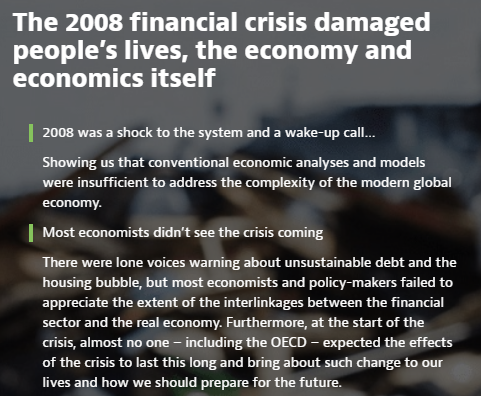 The 2008 financial crisis damaged
people's lives, the economy and
economics itself
2008 was a shock to the system and a wake-up call...
Showing us that conventional economic analyses and models
were insufficient to address the complexity of the modern global
economy.
Most economists didn't see the crisis coming
There were lone voices warning about unsustainable debt and the
housing bubble, but most economists and policy-makers failed to
appreciate the extent of the interlinkages between the financial
sector and the real economy. Furthermore, at the start of the
crisis, almost no one – including the OECD – expected the effects
of the crisis to last this long and bring about such change to our
lives and how we should prepare for the future.